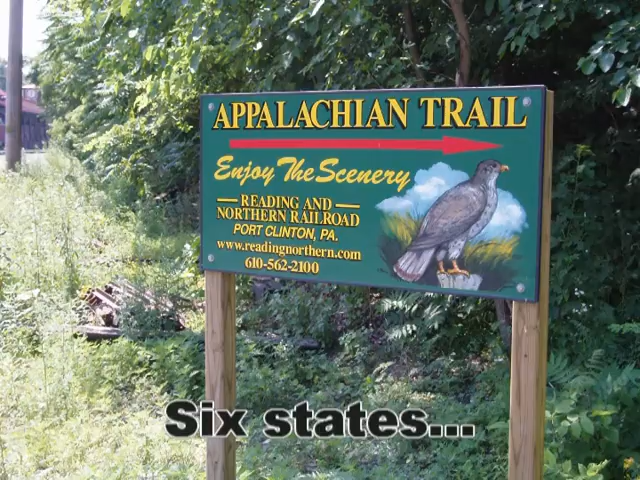 APPALACHIAN TRAIL
Enjoy The Scenery
READING AND
NORTHERN RAILROAD
PORT CLINTON, PA.
www.readingnorthern.com
610-562-2100
Six states...